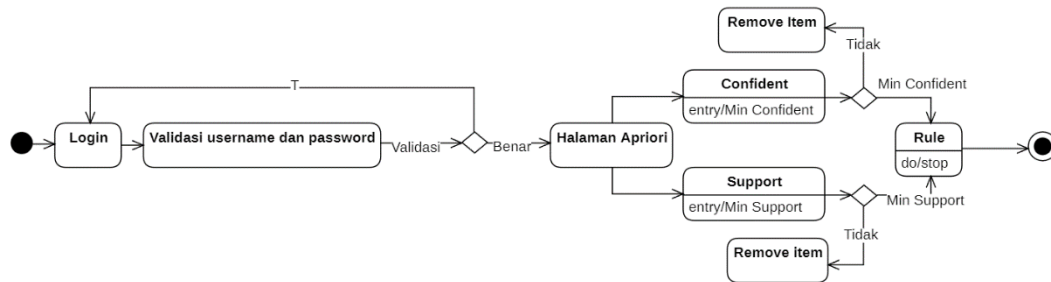 Remove Item
Tidak
T
Confident
Min Confident
entry/Min Confident
Login
Validasi username dan password
Validasi
Benar
Halaman Apriori
Rule
do/stop
Support
entry/Min Support
Min Support
Tidak
Remove item